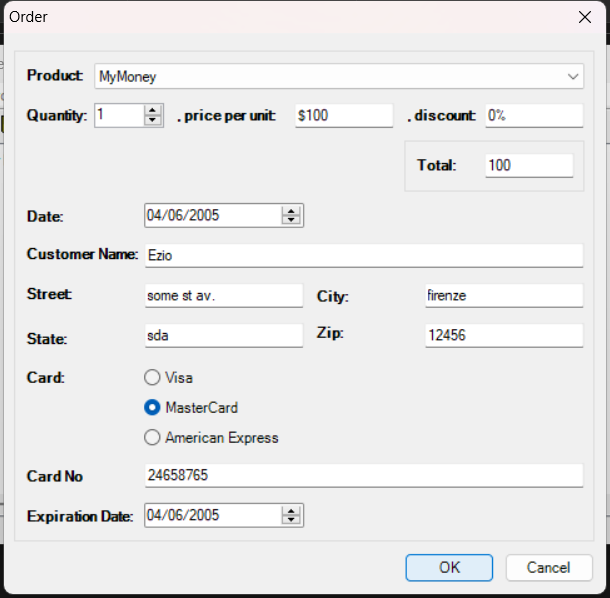 Order
Product: MyMoney
Quantity: 1 , price per unit: $100 , discount: 0%
Total: 100
Date: 04/06/2005
Customer Name: Ezio
Street: some st av. City: firenze
State: sda Zip: 12456
Card: Visa
MasterCard
American Express
Card No 24658765
Expiration Date: 04/06/2005
OK Cancel